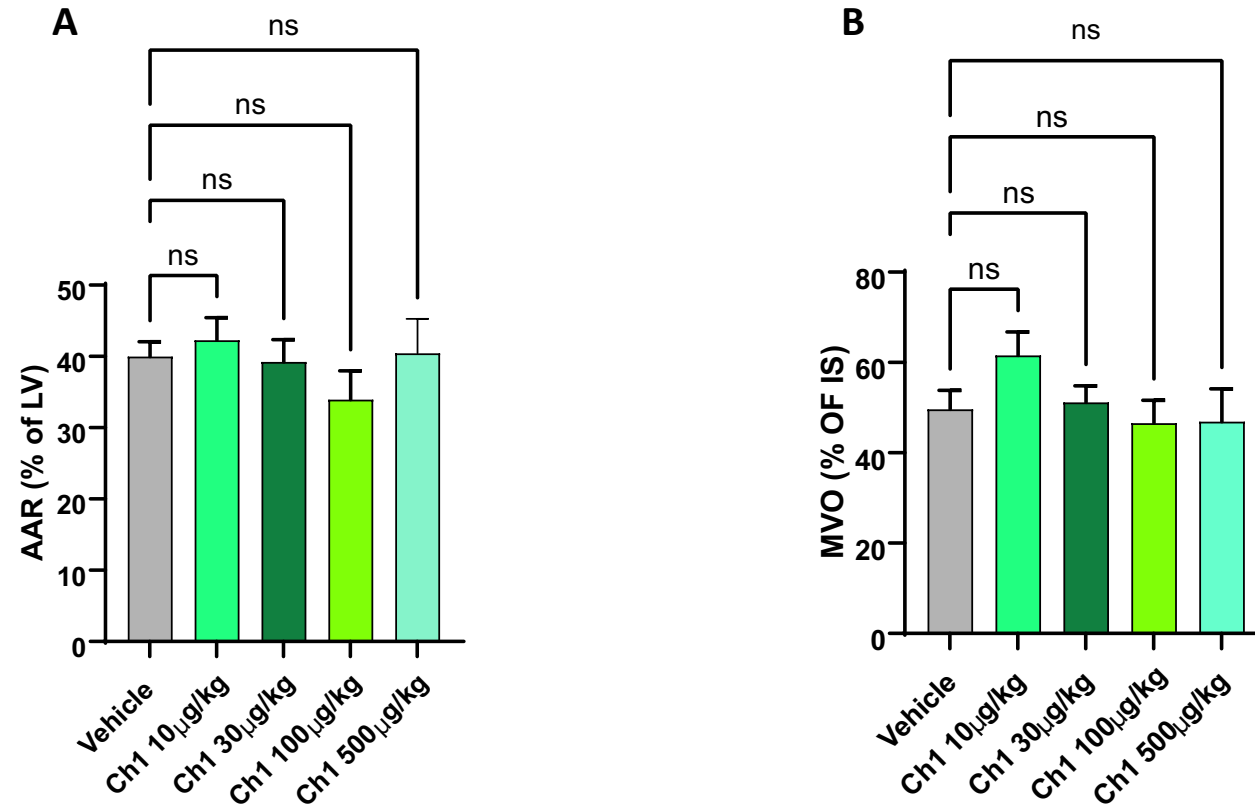 A
ns
ns
ns
ns
50
40
30
20
10
0
AAR (% of LV)
Vehicle
Ch1 10μg/kg
Ch1 30μg/kg
Ch1 100μg/kg
Ch1 500μg/kg
B
ns
ns
ns
ns
80
60
40
20
0
MVO (% OF IS)
Vehicle
Ch1 10μg/kg
Ch1 30μg/kg
Ch1 100μg/kg
Ch1 500μg/kg